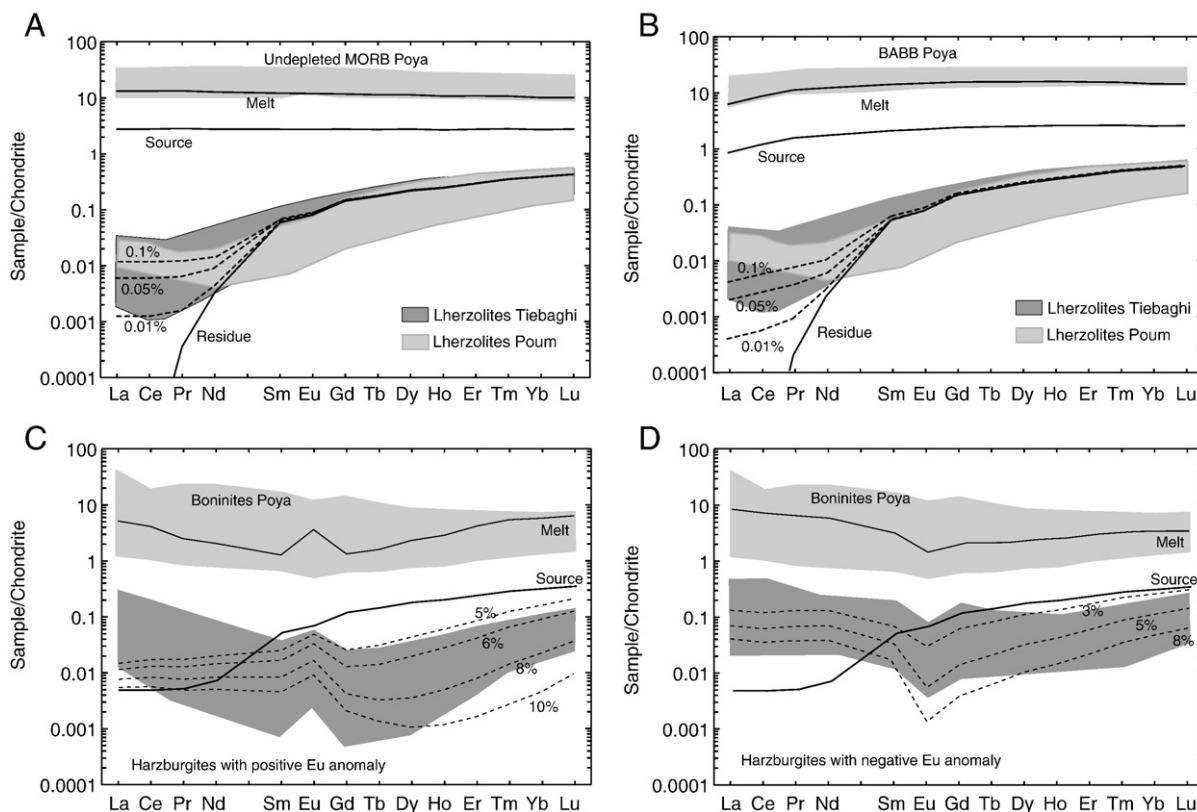 A
Sample/Chondrite
100
10
1
0.1
0.01
0.001
0.0001
Undepleted MORB Poya
Melt
Source
0.1%
0.05%
0.01%
Residue
Lherzolites Tiebaghi
Lherzolites Poum
La Ce Pr Nd Sm Eu Gd Tb Dy Ho Er Tm Yb Lu
B
Sample/Chondrite
100
10
1
0.1
0.01
0.001
0.0001
BABB Poya
Melt
Source
0.1%
0.05%
0.01%
Residue
Lherzolites Tiebaghi
Lherzolites Poum
La Ce Pr Nd Sm Eu Gd Tb Dy Ho Er Tm Yb Lu
C
Sample/Chondrite
100
10
1
0.1
0.01
0.001
0.0001
Boninites Poya
Melt
Source
5%
6%
8%
10%
Harzburgites with positive Eu anomaly
La Ce Pr Nd Sm Eu Gd Tb Dy Ho Er Tm Yb Lu
D
Sample/Chondrite
100
10
1
0.1
0.01
0.001
0.0001
Boninites Poya
Melt
Source
3%
5%
8%
Harzburgites with negative Eu anomaly
La Ce Pr Nd Sm Eu Gd Tb Dy Ho Er Tm Yb Lu